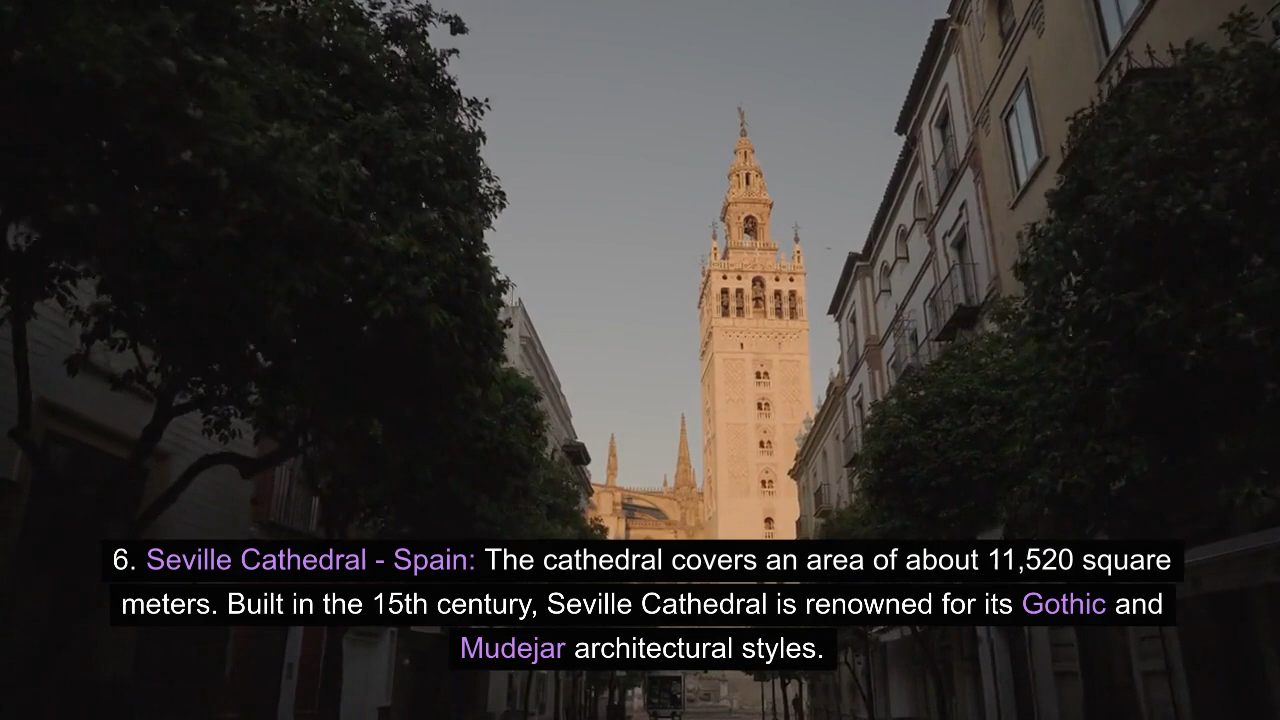 6. Seville Cathedral - Spain: The cathedral covers an area of about 11,520 square
meters. Built in the 15th century, Seville Cathedral is renowned for its Gothic and
Mudejar architectural styles.